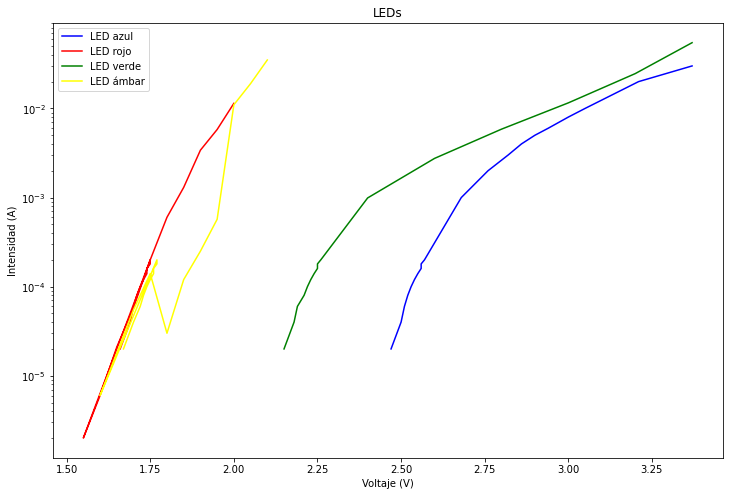 LEDs
LED azul
LED rojo
LED verde
LED ámbar
Intensidad (A)
10⁻²
10⁻³
10⁻⁴
10⁻⁵
1.50 1.75 2.00 2.25 2.50 2.75 3.00 3.25
Voltaje (V)